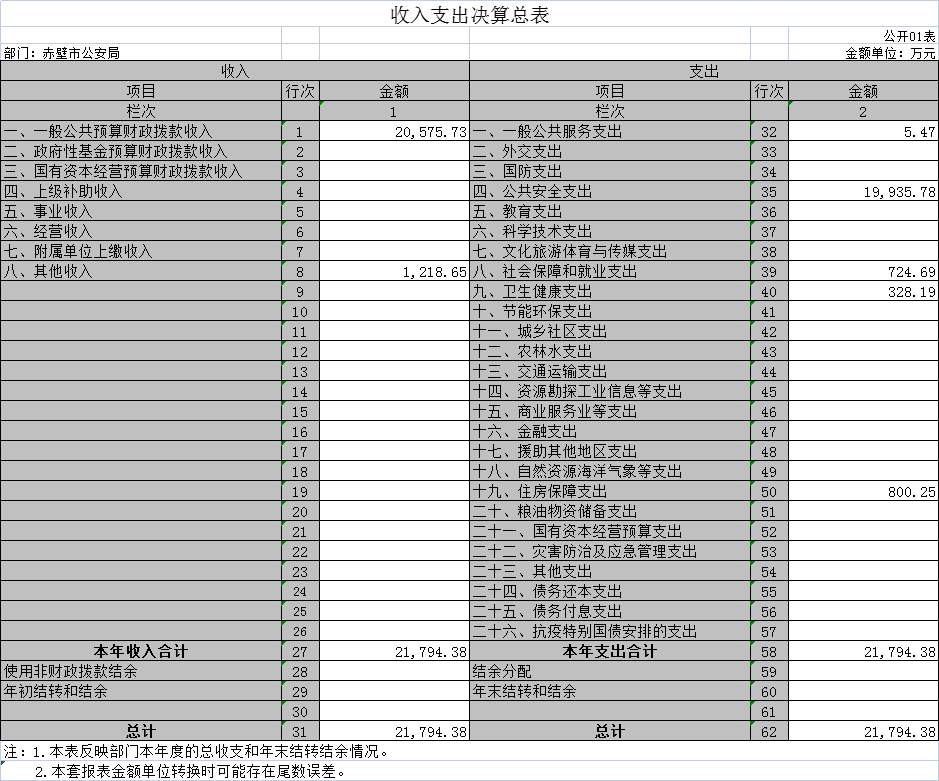 收入支出决算总表
公开01表
部门：赤壁市公安局 金额单位：万元
收入 支出
项目 行次 金额 项目 行次 金额
栏次 1 栏次 2
一、一般公共预算财政拨款收入 1 20,575.73 一、一般公共服务支出 32 5.47
二、政府性基金预算财政拨款收入 2 二、外交支出 33
三、国有资本经营预算财政拨款收入 3 三、国防支出 34
四、上级补助收入 4 四、公共安全支出 35 19,935.78
五、事业收入 5 五、教育支出 36
六、经营收入 6 六、科学技术支出 37
七、附属单位上缴收入 7 七、文化旅游体育与传媒支出 38
八、其他收入 8 1,218.65 八、社会保障和就业支出 39 724.69
9 九、卫生健康支出 40 328.19
10 十、节能环保支出 41
11 十一、城乡社区支出 42
12 十二、农林水支出 43
13 十三、交通运输支出 44
14 十四、资源勘探工业信息等支出 45
15 十五、商业服务业等支出 46
16 十六、金融支出 47
17 十七、援助其他地区支出 48
18 十八、自然资源海洋气象等支出 49
19 十九、住房保障支出 50 800.25
20 二十、粮油物资储备支出 51
21 二十一、国有资本经营预算支出 52
22 二十二、灾害防治及应急管理支出 53
23 二十三、其他支出 54
24 二十四、债务还本支出 55
25 二十五、债务付息支出 56
26 二十六、抗疫特别国债安排的支出 57
本年收入合计 27 21,794.38 本年支出合计 58 21,794.38
使用非财政拨款结余 28 结余分配 59
年初结转和结余 29 年末结转和结余 60
30 61
总计 31 21,794.38 总计 62 21,794.38
注：1.本表反映部门本年度的总收支和年末结转结余情况。
2.本套报表金额单位转换时可能存在尾数误差。